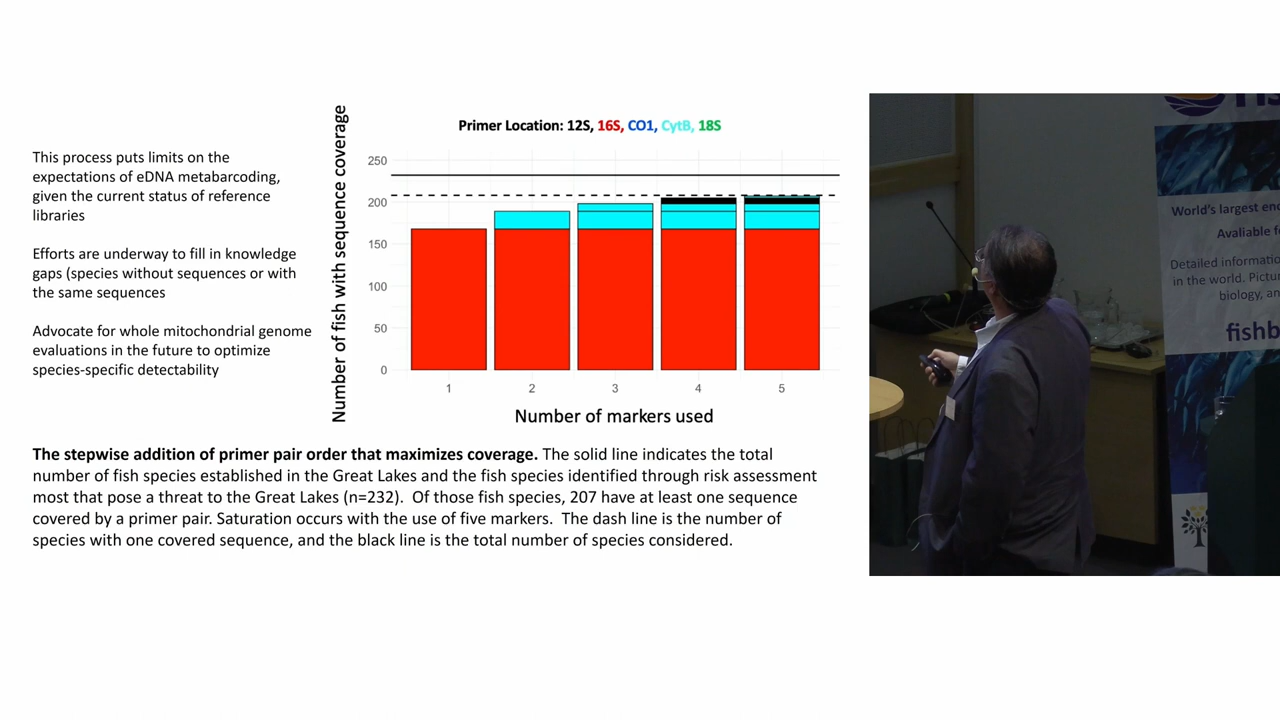 Primer Location: 12S, 16S, CO1, CytB, 18S
This process puts limits on the
expectations of eDNA metabarcoding,
given the current status of reference
libraries
Efforts are underway to fill in knowledge
gaps (species without sequences or with
the same sequences
Advocate for whole mitochondrial genome
evaluations in the future to optimize
species-specific detectability
Number of fish with sequence coverage
250
200
150
100
50
0
1 2 3 4 5
Number of markers used
The stepwise addition of primer pair order that maximizes coverage. The solid line indicates the total
number of fish species established in the Great Lakes and the fish species identified through risk assessment
most that pose a threat to the Great Lakes (n=232). Of those fish species, 207 have at least one sequence
covered by a primer pair. Saturation occurs with the use of five markers. The dash line is the number of
species with one covered sequence, and the black line is the total number of species considered.
World's largest
Avaliable
Detailed
in the world.
biology,